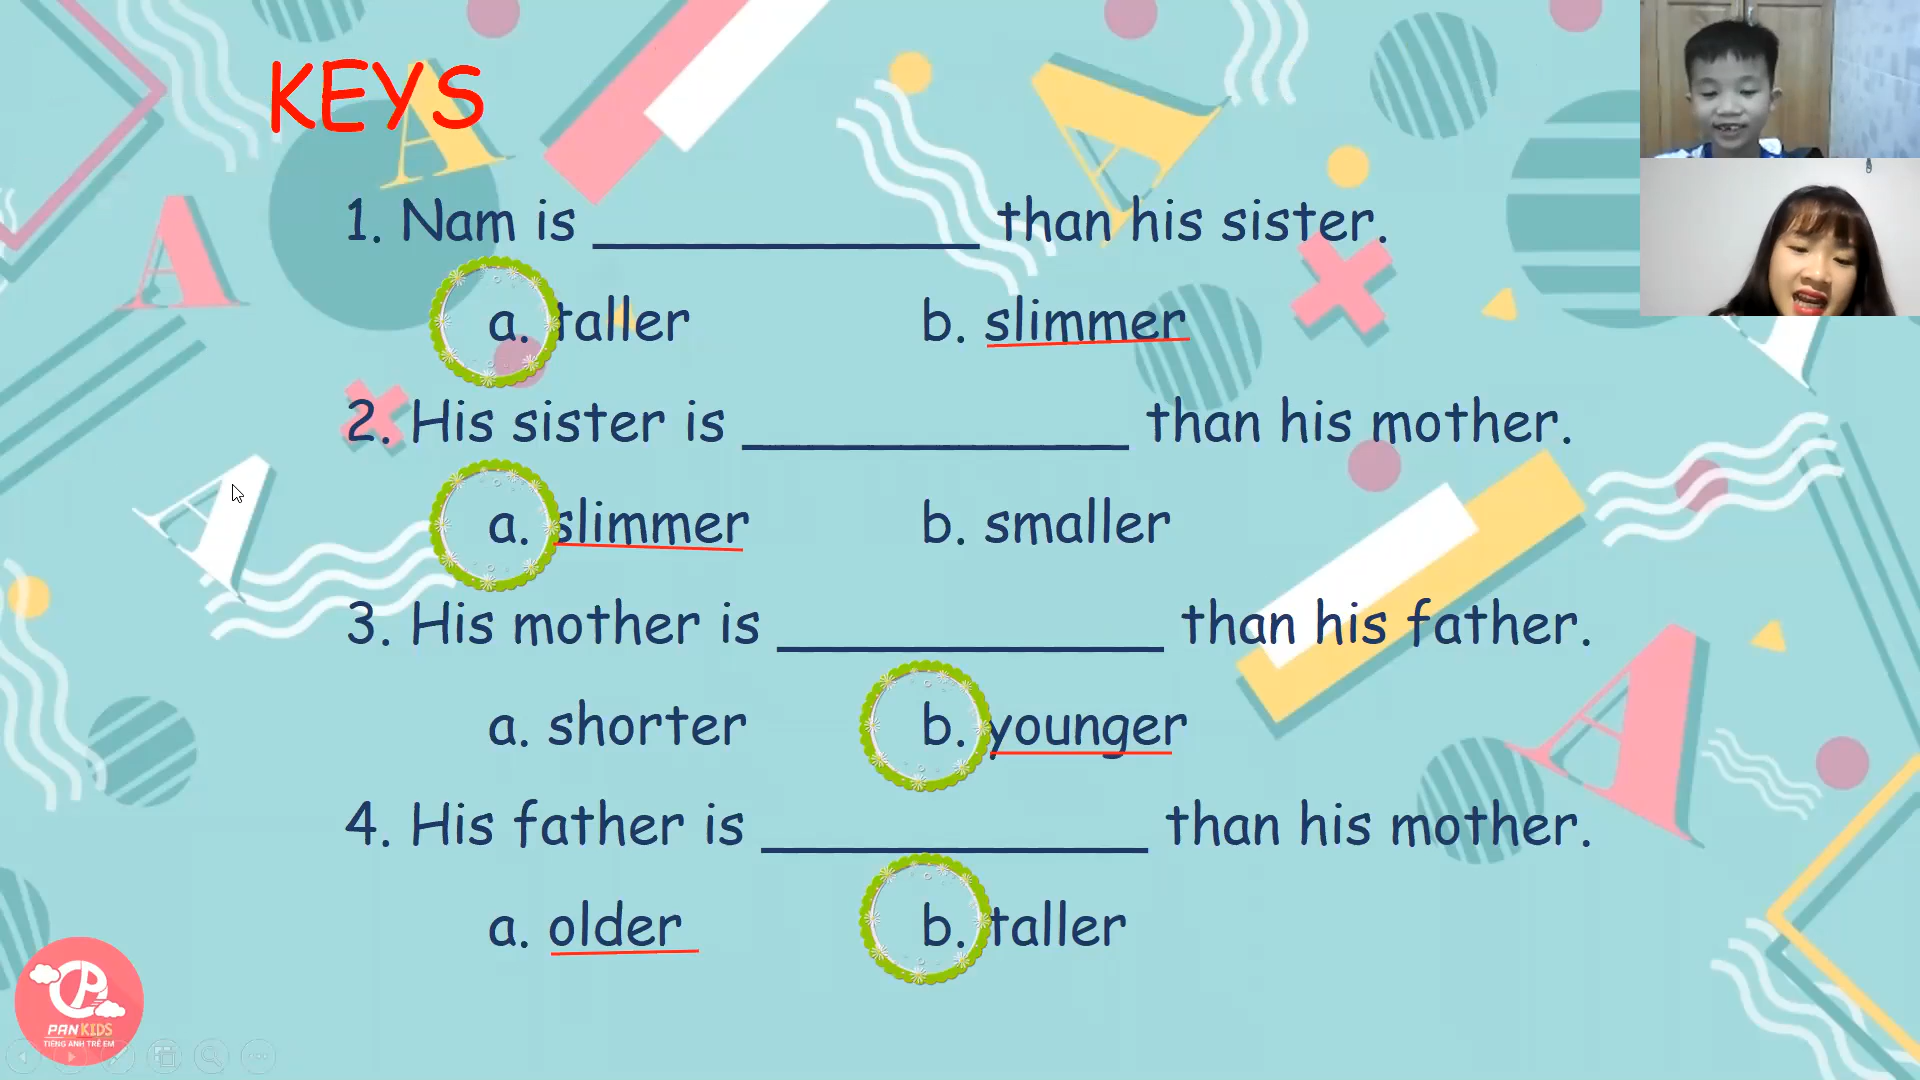 KEYS
1. Nam is ____________ than his sister.
a. taller b. slimmer
2. His sister is ____________ than his mother.
a. slimmer b. smaller
3. His mother is ____________ than his father.
a. shorter b. younger
4. His father is ____________ than his mother.
a. older b. taller
PANKIDS
TIẾNG ANH TRẺ EM